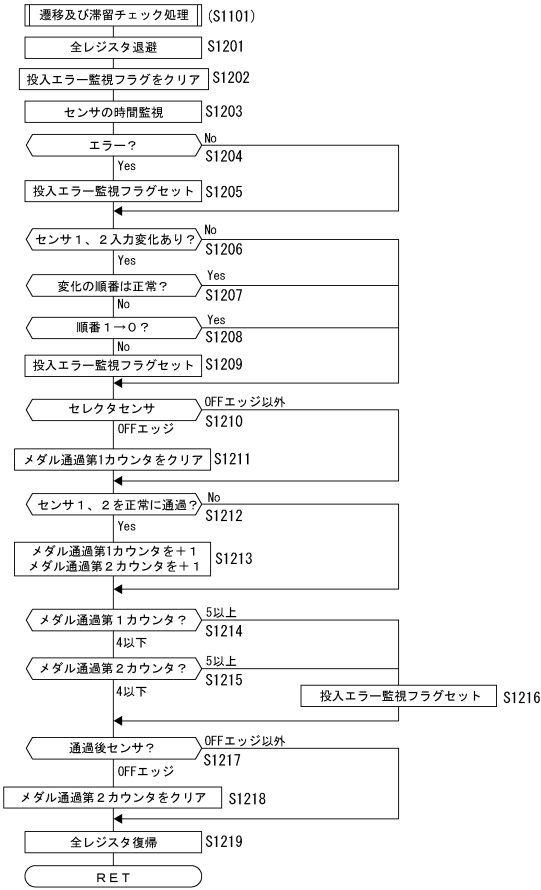 遷移及び滞留チェック処理 (S1101)
全レジスタ退避 S1201
投入エラー監視フラグをクリア S1202
センサの時間監視 S1203
エラー? No S1204
Yes
投入エラー監視フラグセット S1205
センサ1、2入力変化あり? No S1206
Yes
変化の順番は正常? Yes S1207
No
順番1→0? Yes S1208
No
投入エラー監視フラグセット S1209
セレクタセンサ OFFエッジ以外 S1210
OFFエッジ
メダル通過第1カウンタをクリア S1211
センサ1、2を正常に通過? No S1212
Yes
メダル通過第1カウンタを+1
メダル通過第2カウンタを+1 S1213
メダル通過第1カウンタ? 5以上 S1214
4以下
メダル通過第2カウンタ? 5以上 S1215
4以下
投入エラー監視フラグセット S1216
通過後センサ? OFFエッジ以外 S1217
OFFエッジ
メダル通過第2カウンタをクリア S1218
全レジスタ復帰 S1219
RET